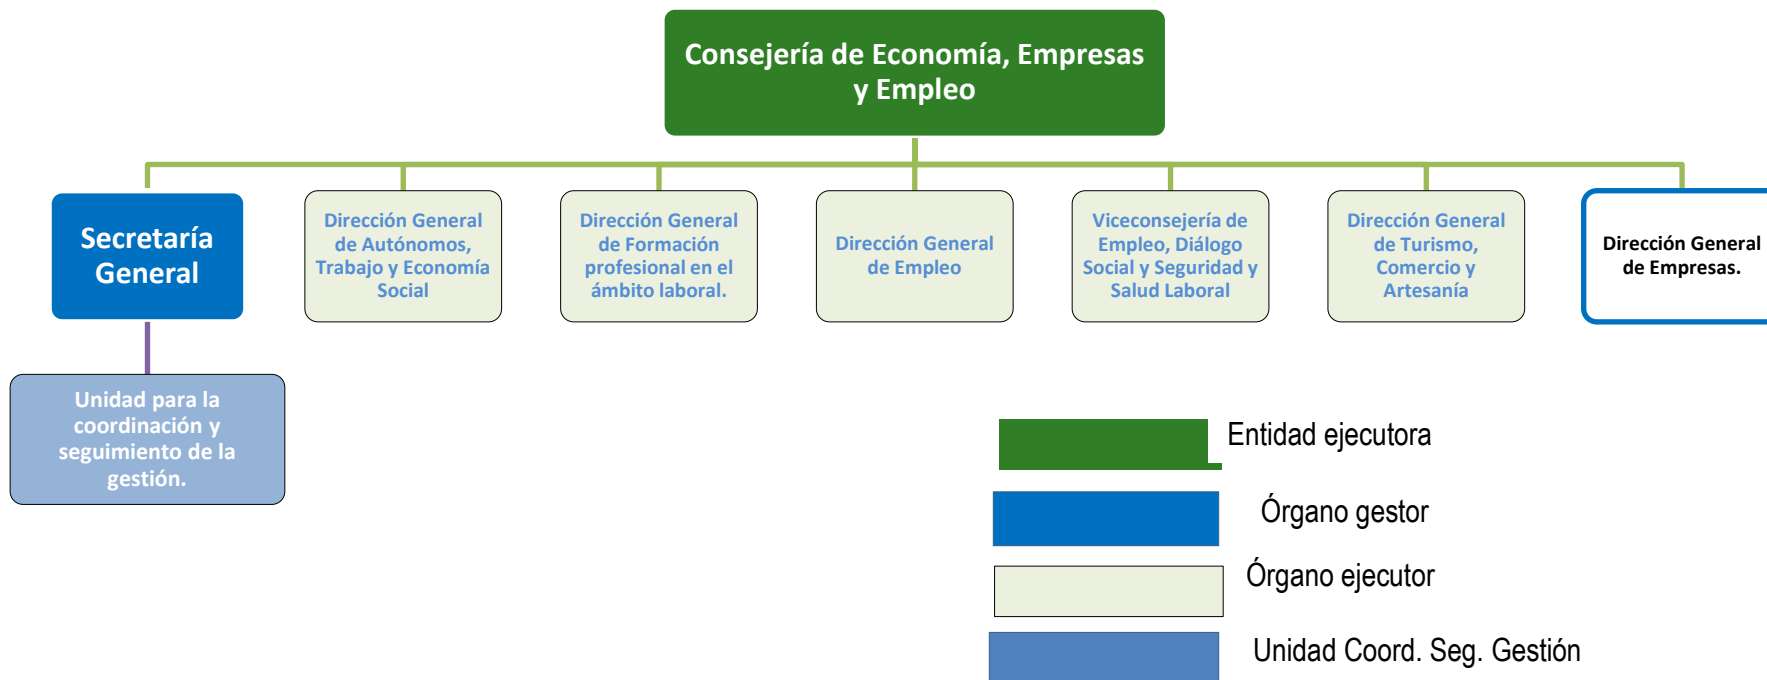 Consejería de Economía, Empresas
y Empleo
Secretaría
General
Dirección General
de Autónomos,
Trabajo y Economía
Social
Dirección General
de Formación
profesional en el
ámbito laboral.
Dirección General
de Empleo
Viceconsejería de
Empleo, Diálogo
Social y Seguridad y
Salud Laboral
Dirección General
de Turismo,
Comercio y
Artesanía
Dirección General
de Empresas.
Unidad para la
coordinación y
seguimiento de la
gestión.
Entidad ejecutora
Órgano gestor
Órgano ejecutor
Unidad Coord. Seg. Gestión